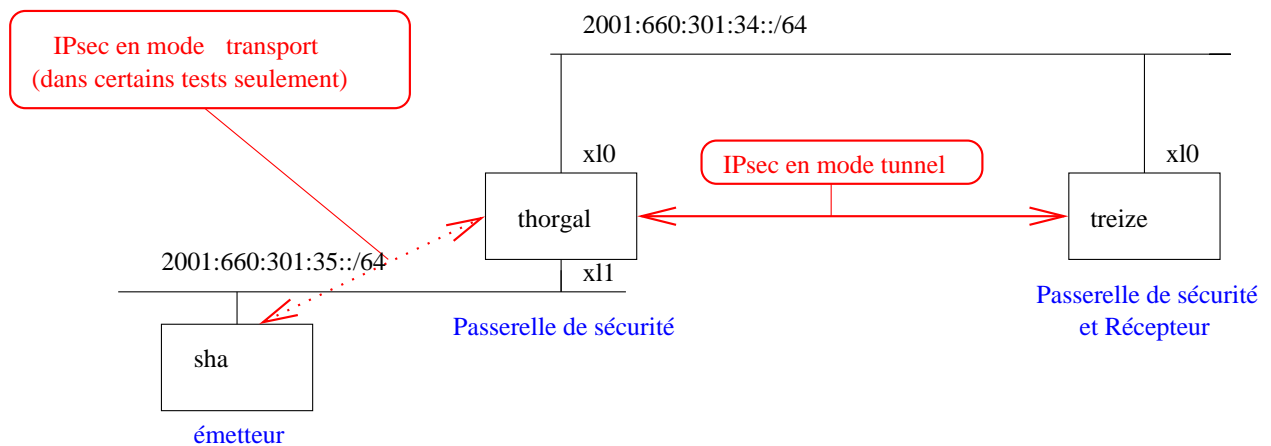 2001:660:301:34::/64
IPsec en mode transport
(dans certains tests seulement)
xl0
xl0
IPsec en mode tunnel
thorgal
treize
2001:660:301:35::/64
xl1
Passerelle de sécurité
Passerelle de sécurité
et Récepteur
sha
émetteur